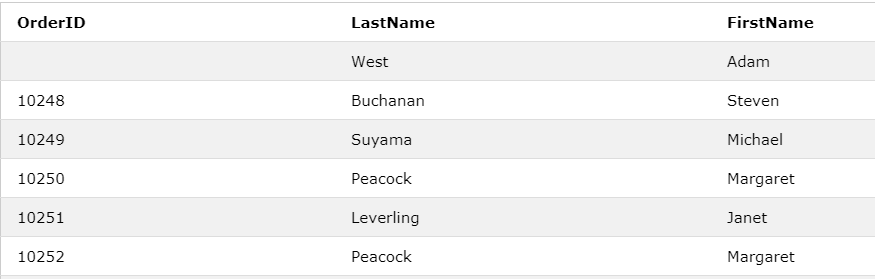 OrderID LastName FirstName
West Adam
10248 Buchanan Steven
10249 Suyama Michael
10250 Peacock Margaret
10251 Leverling Janet
10252 Peacock Margaret